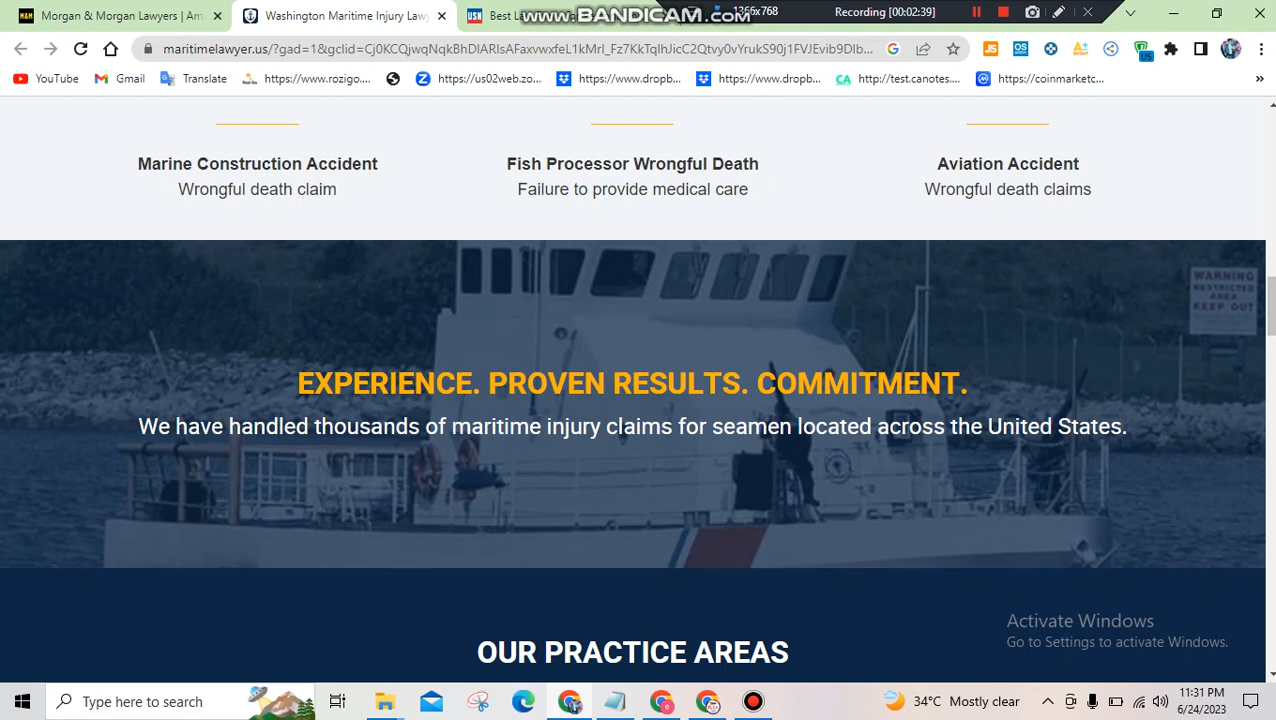 Morgan & Morgan Lawyers | Am
Washington Maritime Injury Law
USN Best La
www.BANDICAM.com
1366x768
Recording [00:02:39]
maritimelawyer.us/?gad=1&gclid=Cj0KCQjwqNqkBhDlARIsAFaxvwxfeL1kMrI_Fz7KkTqIhJicC2Qtvy0vYrukS90j1PVEvib9DIb...
YouTube
Gmail
Translate
https://www.rozigo...
https://us02web.zo...
https://www.dropb...
https://www.dropb...
http://test.canotes....
https://coinmarketc...
Marine Construction Accident
Wrongful death claim
Fish Processor Wrongful Death
Failure to provide medical care
Aviation Accident
Wrongful death claims
WARNING
RESTRICTED
AREA
KEEP OUT
EXPERIENCE. PROVEN RESULTS. COMMITMENT.
We have handled thousands of maritime injury claims for seamen located across the United States.
OUR PRACTICE AREAS
Activate Windows
Go to Settings to activate Windows.
Type here to search
34°C Mostly clear
11:31 PM
6/24/2023